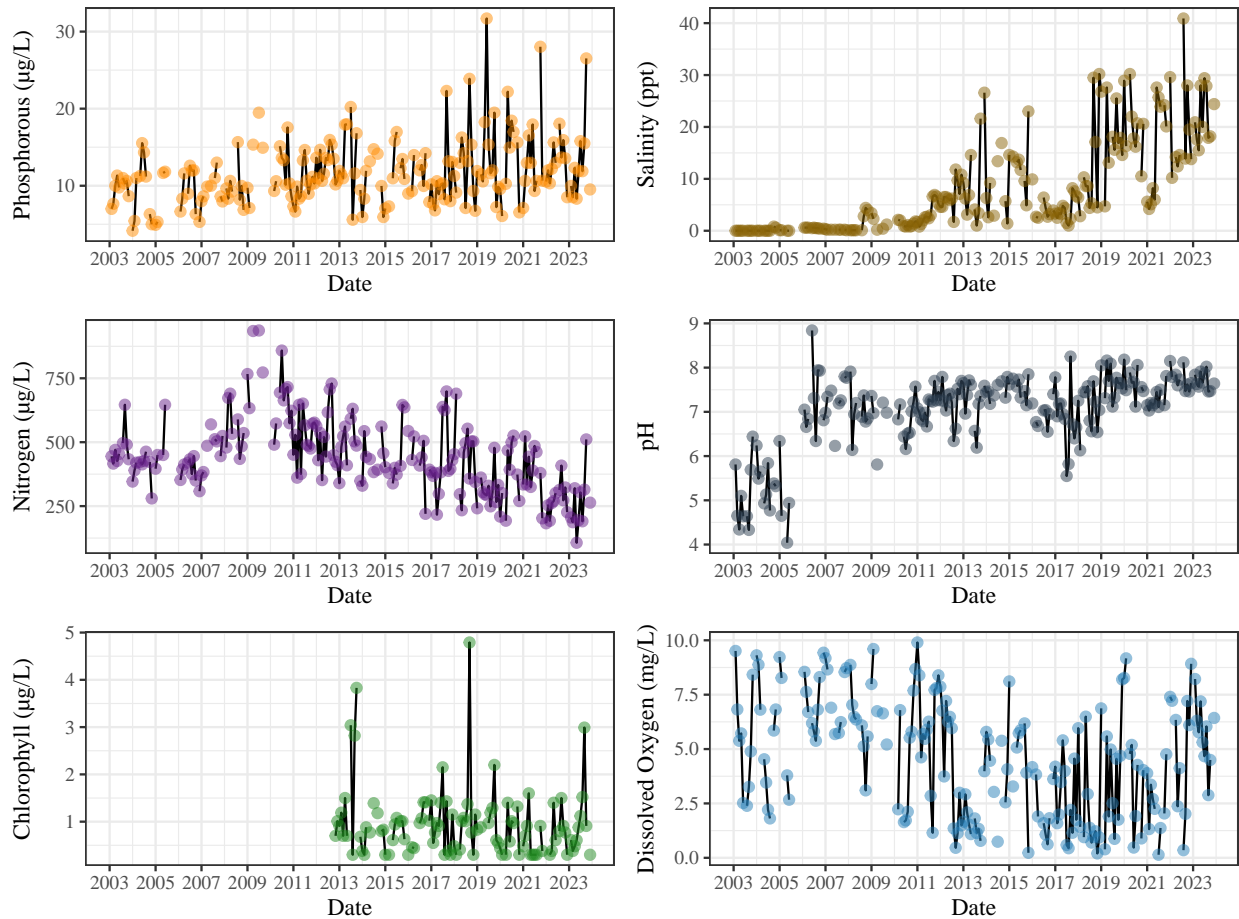 Phosphorous (µg/L)
30
20
10
2003 2005 2007 2009 2011 2013 2015 2017 2019 2021 2023
Date
Salinity (ppt)
40
30
20
10
0
2003 2005 2007 2009 2011 2013 2015 2017 2019 2021 2023
Date
Nitrogen (µg/L)
750
500
250
2003 2005 2007 2009 2011 2013 2015 2017 2019 2021 2023
Date
pH
9
8
7
6
5
4
2003 2005 2007 2009 2011 2013 2015 2017 2019 2021 2023
Date
Chlorophyll (µg/L)
5
4
3
2
1
2003 2005 2007 2009 2011 2013 2015 2017 2019 2021 2023
Date
Dissolved Oxygen (mg/L)
10.0
7.5
5.0
2.5
0.0
2003 2005 2007 2009 2011 2013 2015 2017 2019 2021 2023
Date